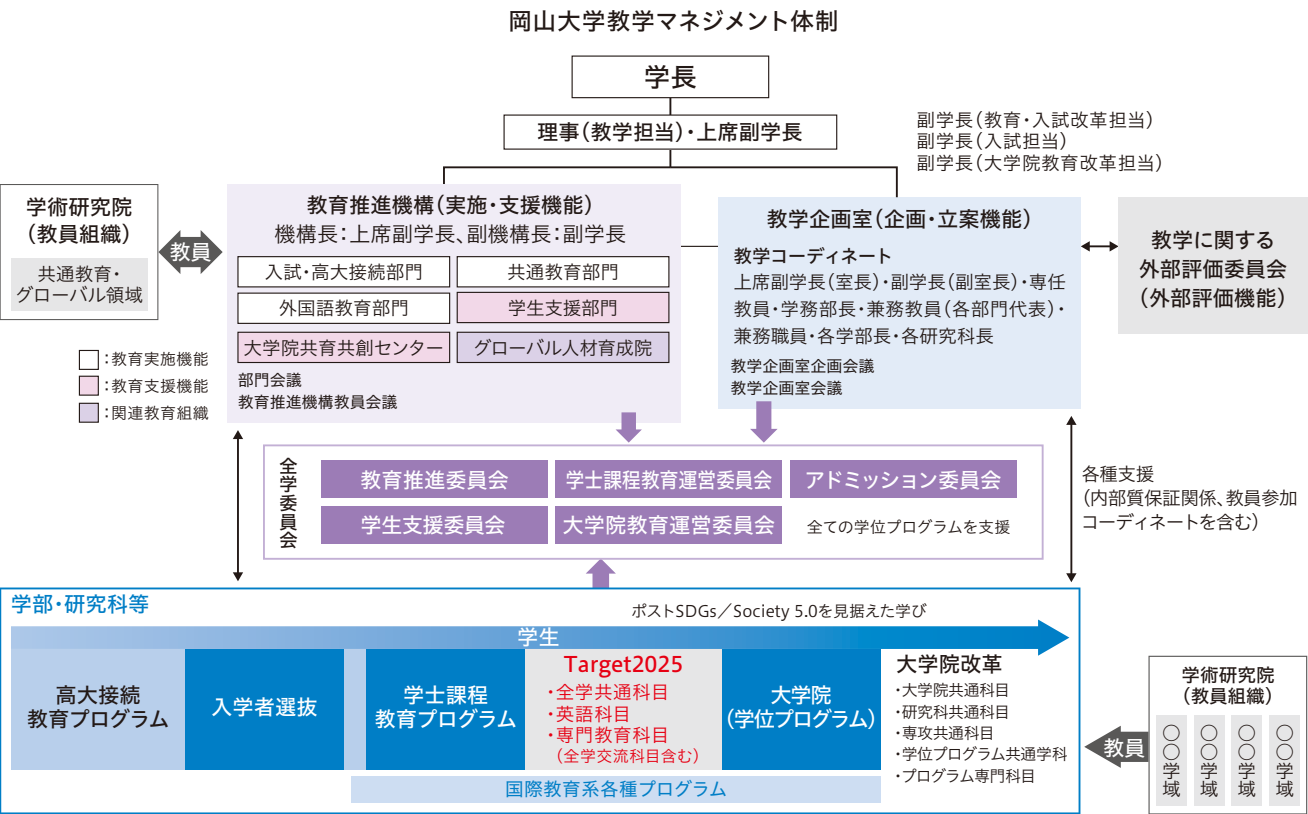 岡山大学教学マネジメント体制
学長
理事(教学担当)・上席副学長
副学長(教育・入試改革担当)
副学長(入試担当)
副学長(大学院教育改革担当)
学術研究院
(教員組織)
共通教育・
グローバル領域
教員
教育推進機構(実施・支援機能)
機構長:上席副学長、副機構長:副学長
入試・高大接続部門
共通教育部門
外国語教育部門
学生支援部門
大学院共育共創センター
グローバル人材育成院
部門会議
教育推進機構教員会議
教学企画室(企画・立案機能)
教学コーディネート
上席副学長(室長)・副学長(副室長)・専任
教員・学務部長・兼務教員(各部門代表)・
兼務職員・各学部長・各研究科長
教学企画室企画会議
教学企画室会議
教学に関する
外部評価委員会
(外部評価機能)
:教育実施機能
:教育支援機能
:関連教育組織
全学委員会
教育推進委員会
学士課程教育運営委員会
アドミッション委員会
学生支援委員会
大学院教育運営委員会
全ての学位プログラムを支援
各種支援
(内部質保証関係、教員参加
コーディネートを含む)
学部・研究科等
ポストSDGs/Society 5.0を見据えた学び
学生
高大接続
教育プログラム
入学者選抜
学士課程
教育プログラム
Target2025
・全学共通科目
・英語科目
・専門教育科目
(全学交流科目含む)
大学院
(学位プログラム)
大学院改革
・大学院共通科目
・研究科共通科目
・専攻共通科目
・学位プログラム共通学科
・プログラム専門科目
国際教育系各種プログラム
教員
学術研究院
(教員組織)
〇〇学域
〇〇学域
〇〇学域
〇〇学域